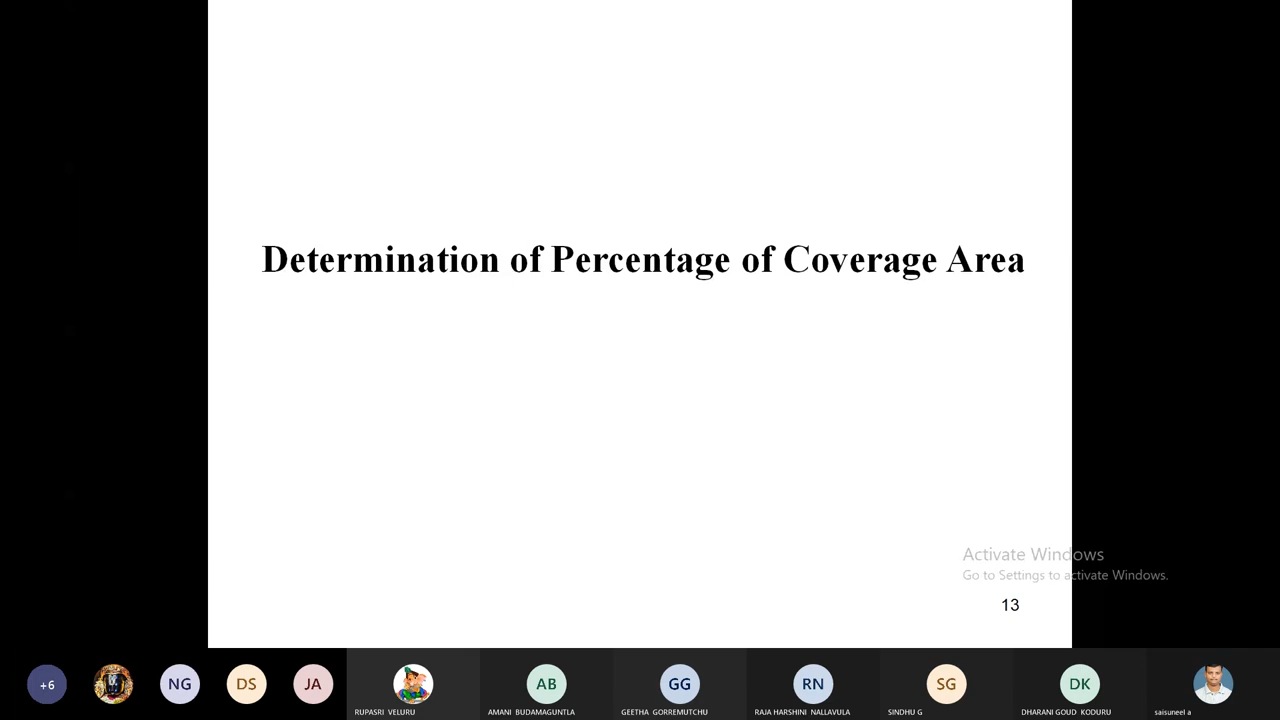 Determination of Percentage of Coverage Area
Activate Windows
Go to Settings to activate Windows.
13
+6
NG
DS
JA
AB
GG
RN
SG
DK
RUPASRI VELURU
AMANI BUDAMAGUNTLA
GEETHA GORREMUTCHU
RAJA HARSHINI NALLAVULA
SINDHU G
DHARANI GOUD KODURU
saisuneel a